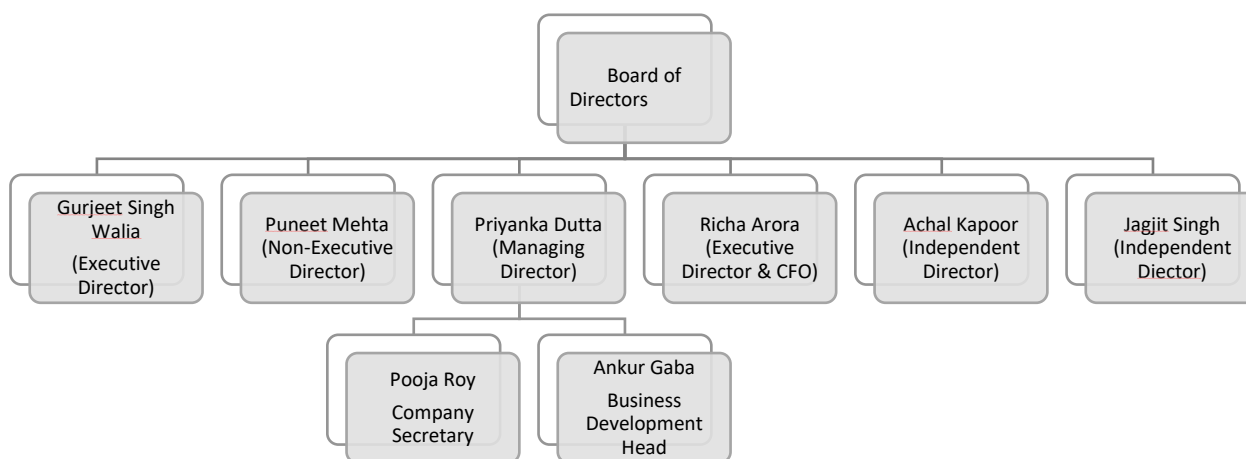 Board of
Directors
Gurjeet Singh
Walia
(Executive
Director)
Puneet Mehta
(Non-Executive
Director)
Priyanka Dutta
(Managing
Director)
Richa Arora
(Executive
Director & CFO)
Achal Kapoor
(Independent
Director)
Jagjit Singh
(Independent
Diector)
Pooja Roy
Company
Secretary
Ankur Gaba
Business
Development
Head